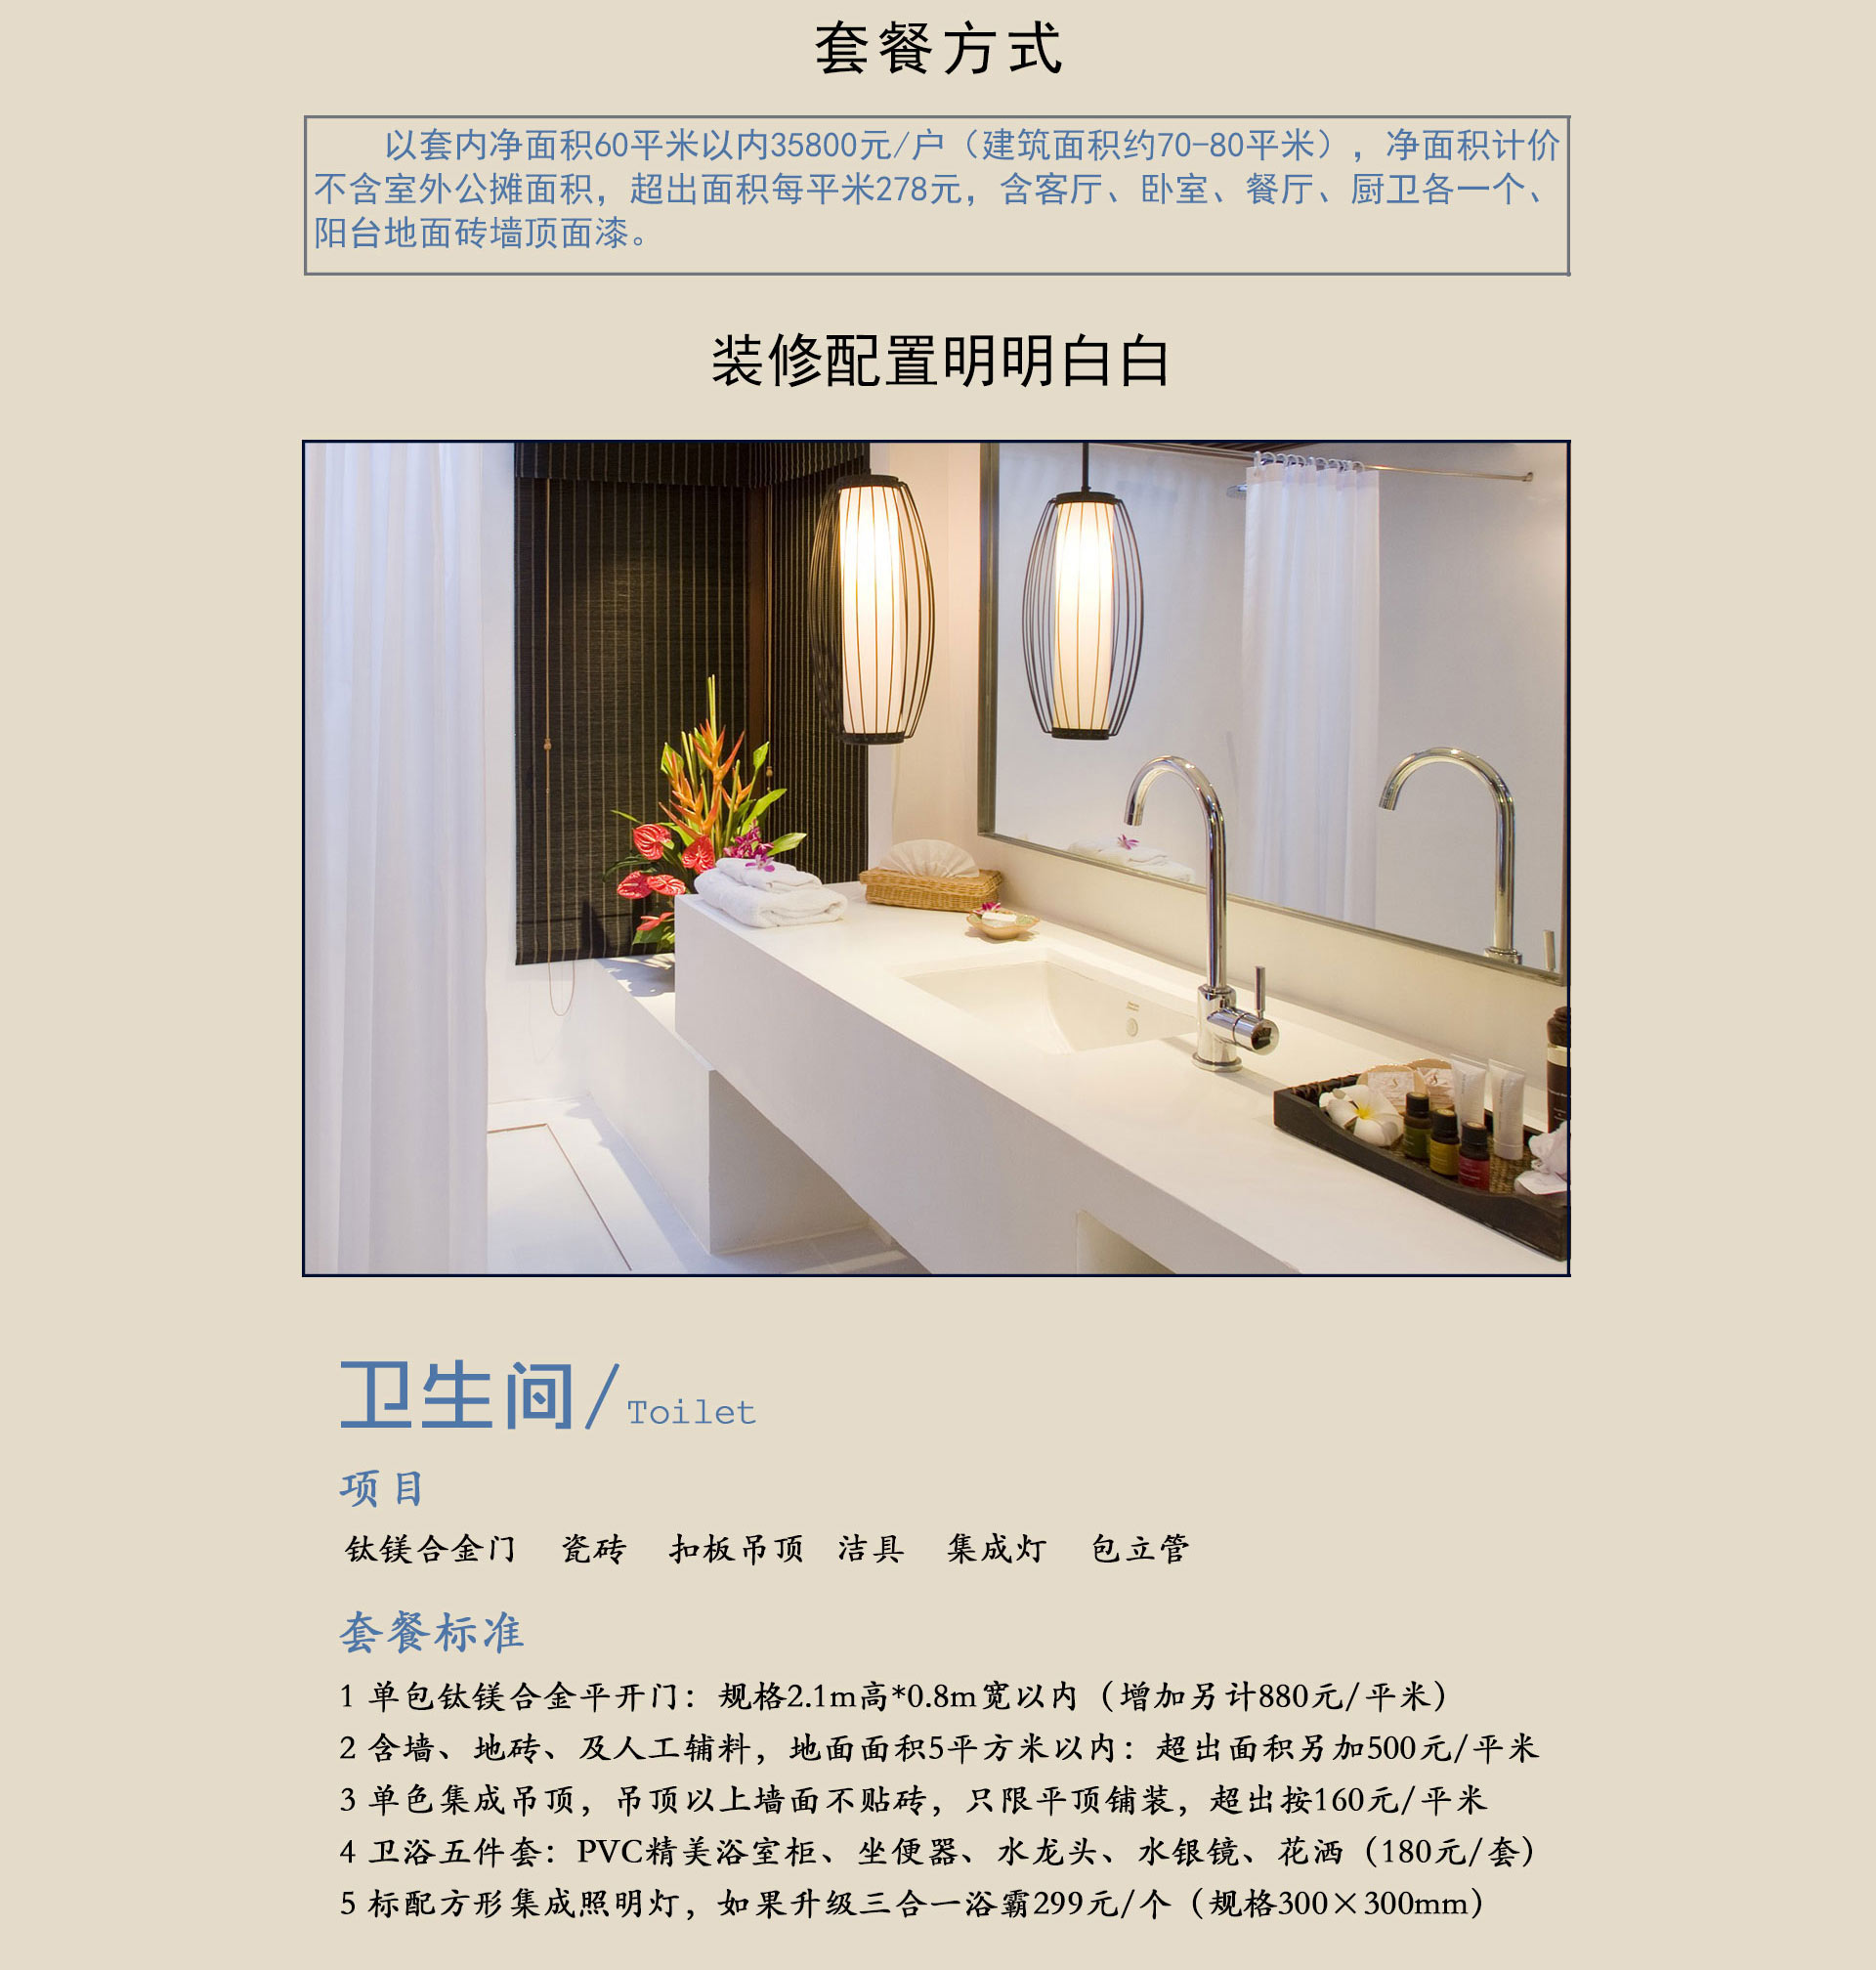 套餐方式
以套内净面积60平米以内35800元/户（建筑面积约70-80平米），净面积计价
不含室外公摊面积，超出面积每平米278元，含客厅、卧室、餐厅、厨卫各一个、
阳台地面砖墙顶面漆。
装修配置明明白白
卫生间/Toilet
项目
钛镁合金门 瓷砖 扣板吊顶 洁具 集成灯 包立管
套餐标准
1 单包钛镁合金平开门：规格2.1m高*0.8m宽以内（增加另计880元/平米）
2 含墙、地砖、及人工辅料，地面面积5平方米以内：超出面积另加500元/平米
3 单色集成吊顶，吊顶以上墙面不贴砖，只限平顶铺装，超出按160元/平米
4 卫浴五件套：PVC精美浴室柜、坐便器、水龙头、水银镜、花洒（180元/套）
5 标配方形集成照明灯，如果升级三合一浴霸299元/个（规格300×300mm）